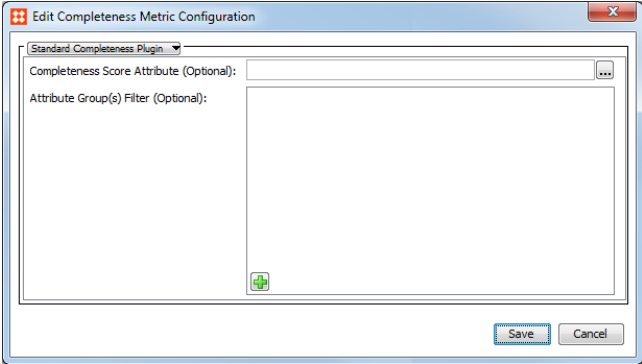 Edit Completeness Metric Configuration
Standard Completeness Plugin
Completeness Score Attribute (Optional):
...
Attribute Group(s) Filter (Optional):
Save Cancel